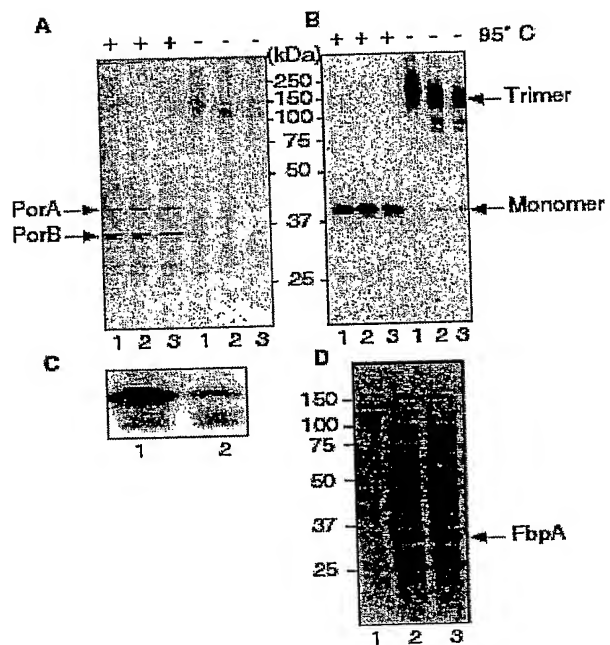 A
B
+ + + - - -
(kDa)
+ + + - - -
95° C
250
150
100
75
50
37
25
Trimer
Monomer
PorA
PorB
1 2 3 1 2 3
1 2 3 1 2 3
C
D
1 2
150
100
75
50
37
25
FbpA
1 2 3